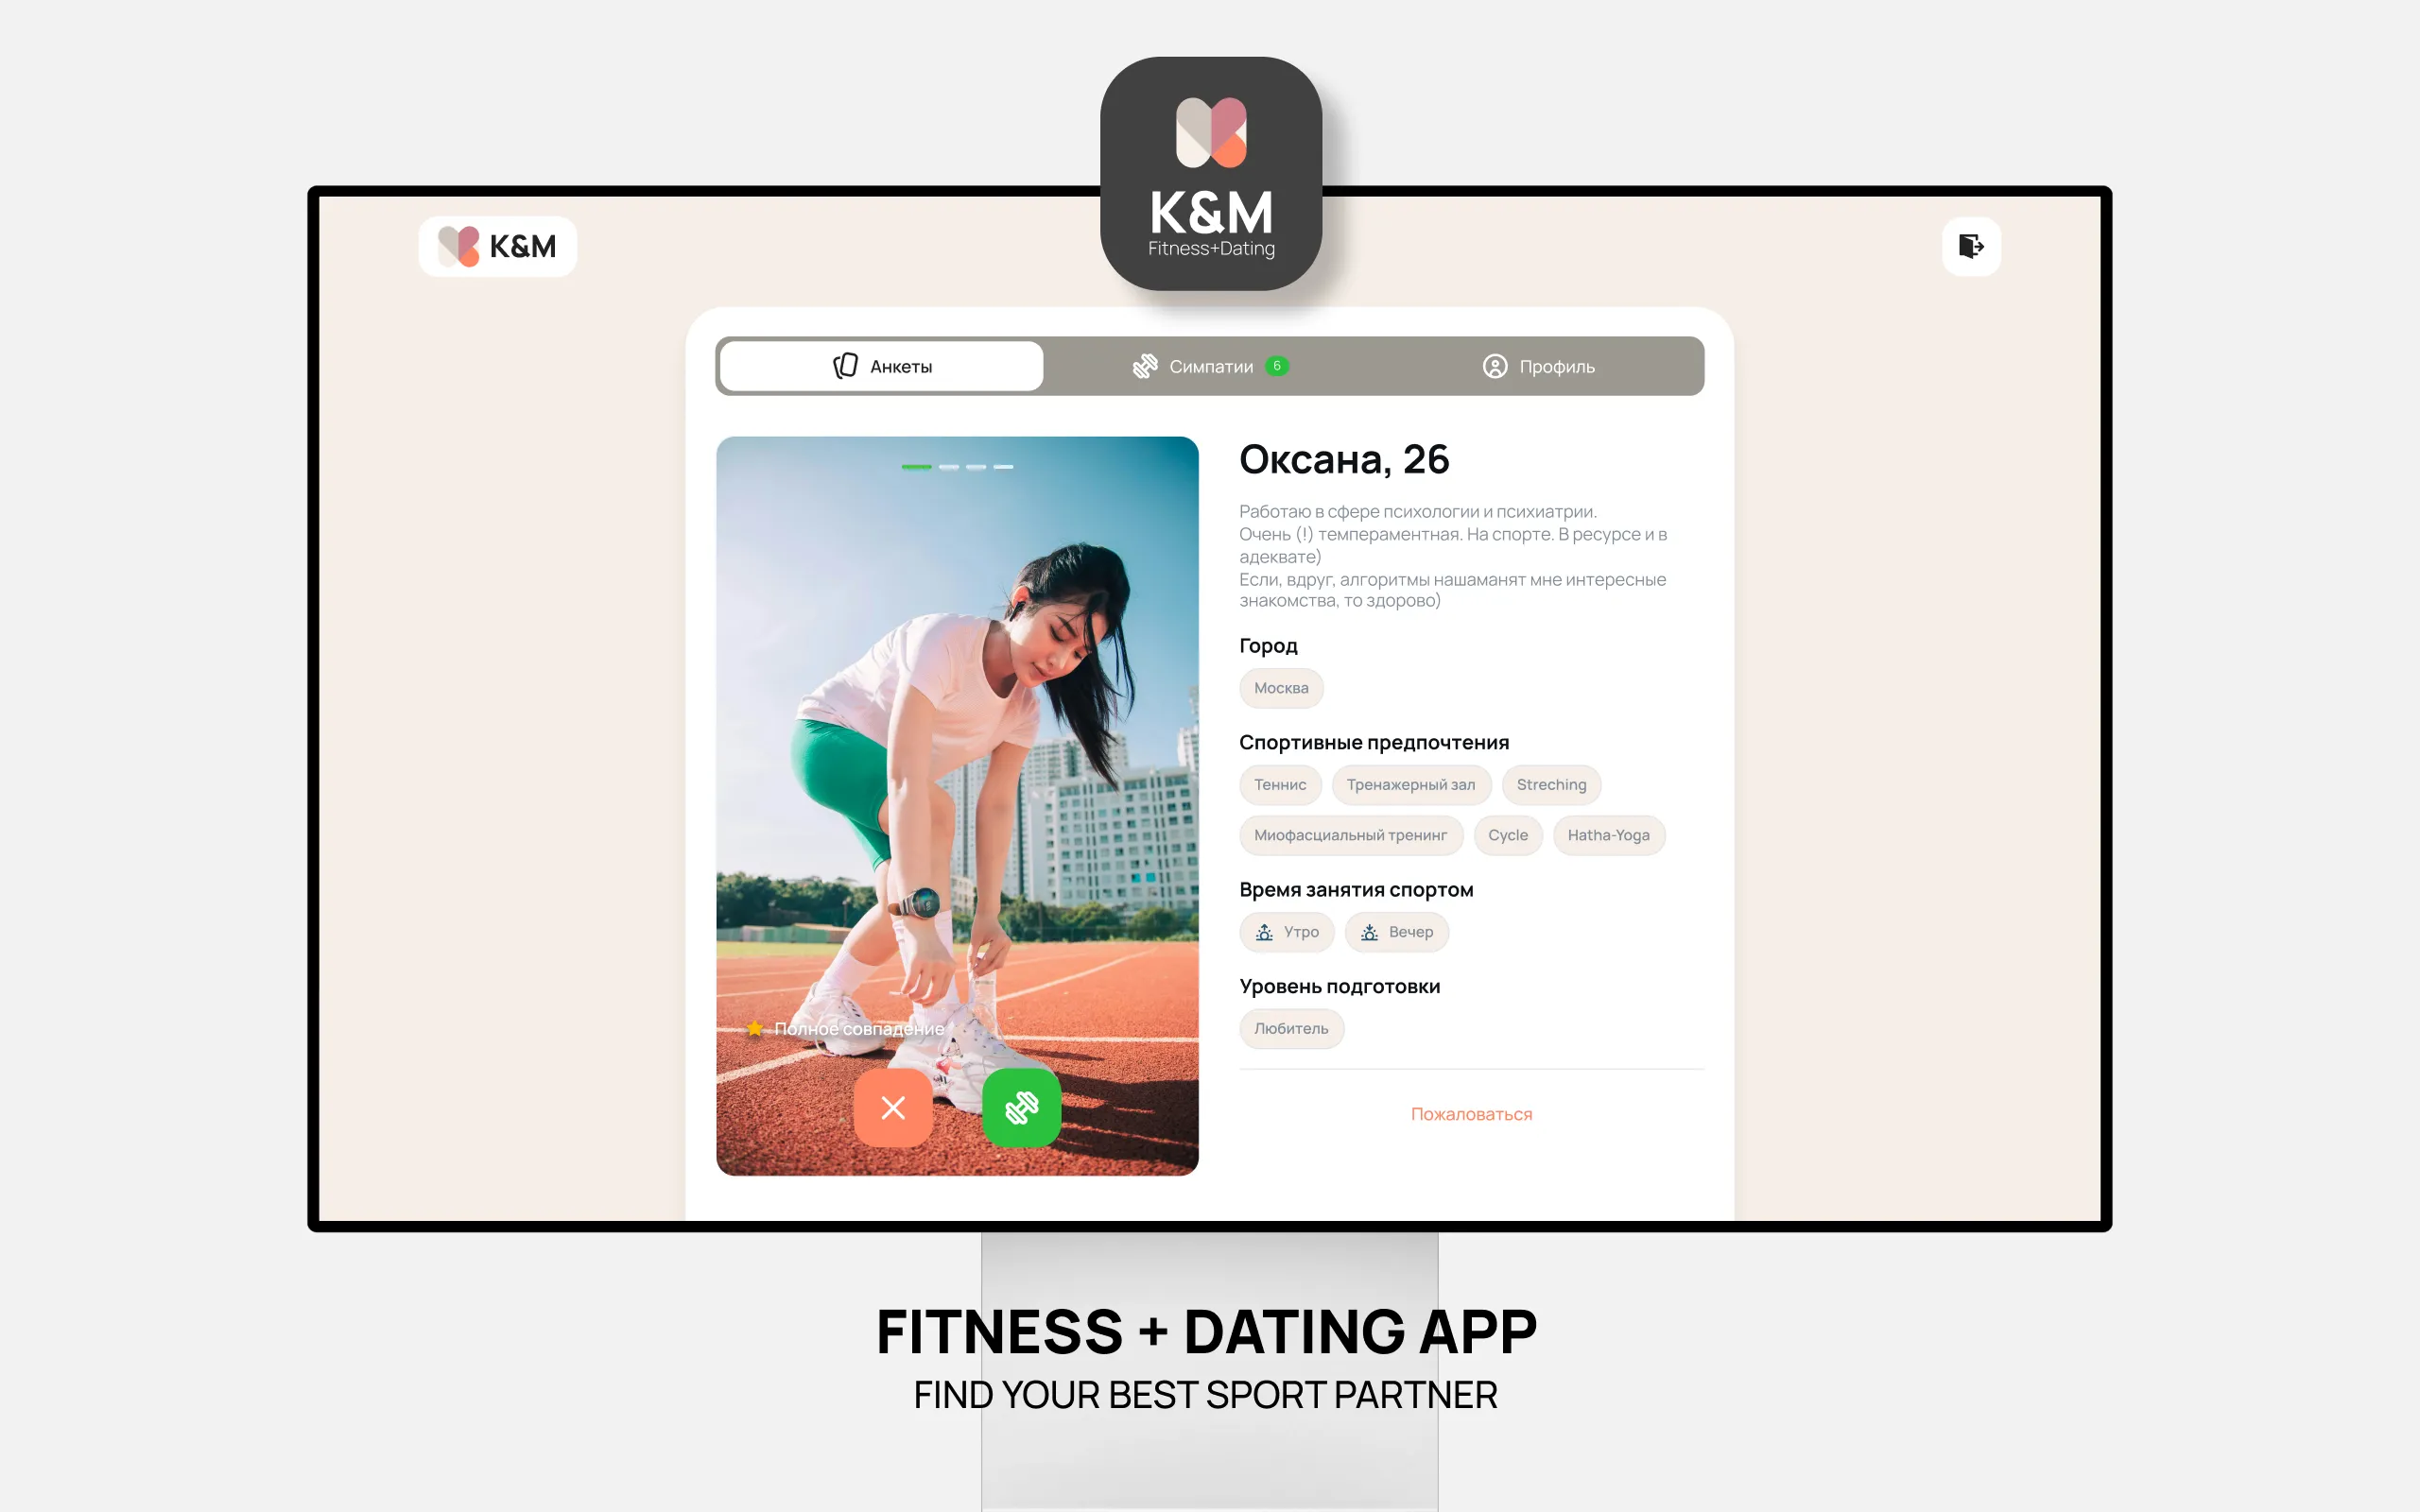 K&M
Fitness+Dating
K&M
Анкеты
Симпатии 6
Профиль
Оксана, 26
Работаю в сфере психологии и психиатрии.
Очень (!) темпераментная. На спорте. В ресурсе и в
адеквате)
Если, вдруг, алгоритмы нашаманят мне интересные
знакомства, то здорово)
Город
Москва
Спортивные предпочтения
Теннис
Тренажерный зал
Streching
Миофасциальный тренинг
Cycle
Hatha-Yoga
Время занятия спортом
Утро
Вечер
Уровень подготовки
Любитель
Полное совпадение
Пожаловаться
FITNESS + DATING APP
FIND YOUR BEST SPORT PARTNER